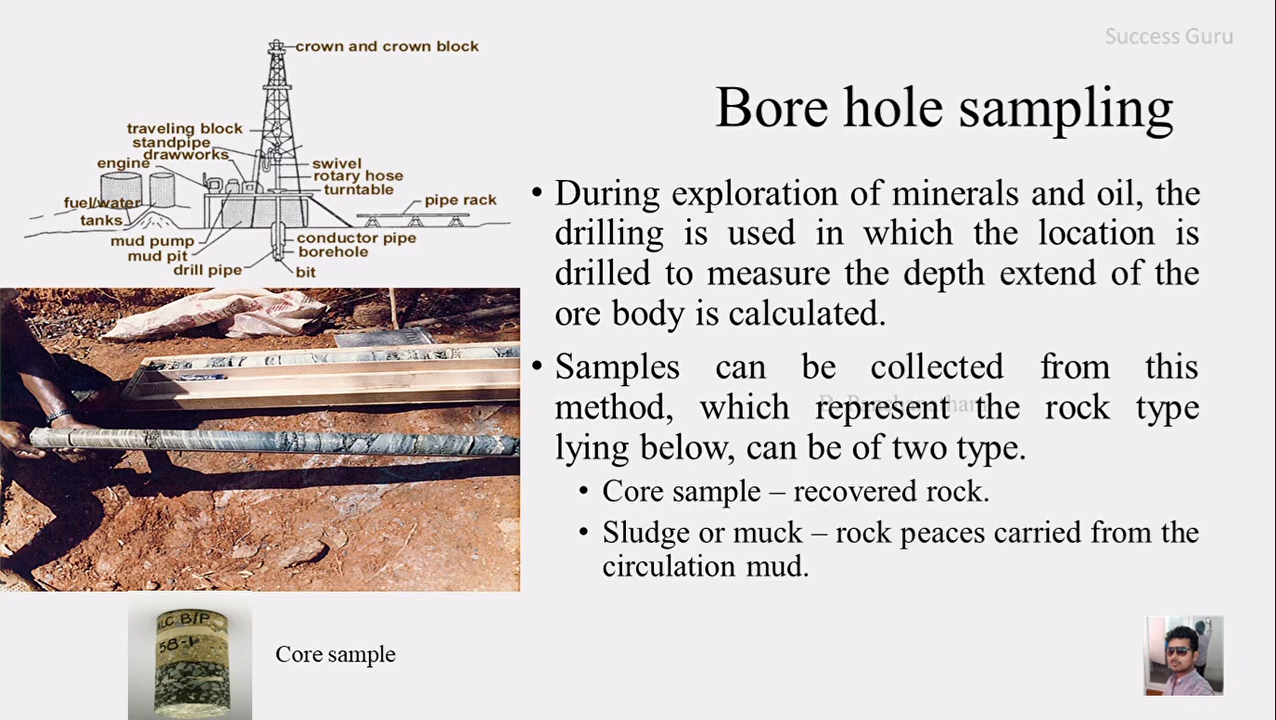 Success Guru
crown and crown block
traveling block
standpipe
drawworks
engine
swivel
rotary hose
turntable
fuel/water
tanks
pipe rack
mud pump
mud pit
drill pipe
conductor pipe
borehole
bit
Bore hole sampling
• During exploration of minerals and oil, the
drilling is used in which the location is
drilled to measure the depth extend of the
ore body is calculated.
• Samples can be collected from this
method, which represent the rock type
lying below, can be of two type.
• Core sample – recovered rock.
• Sludge or muck – rock peaces carried from the
circulation mud.
ALC B/P
58-1
Core sample